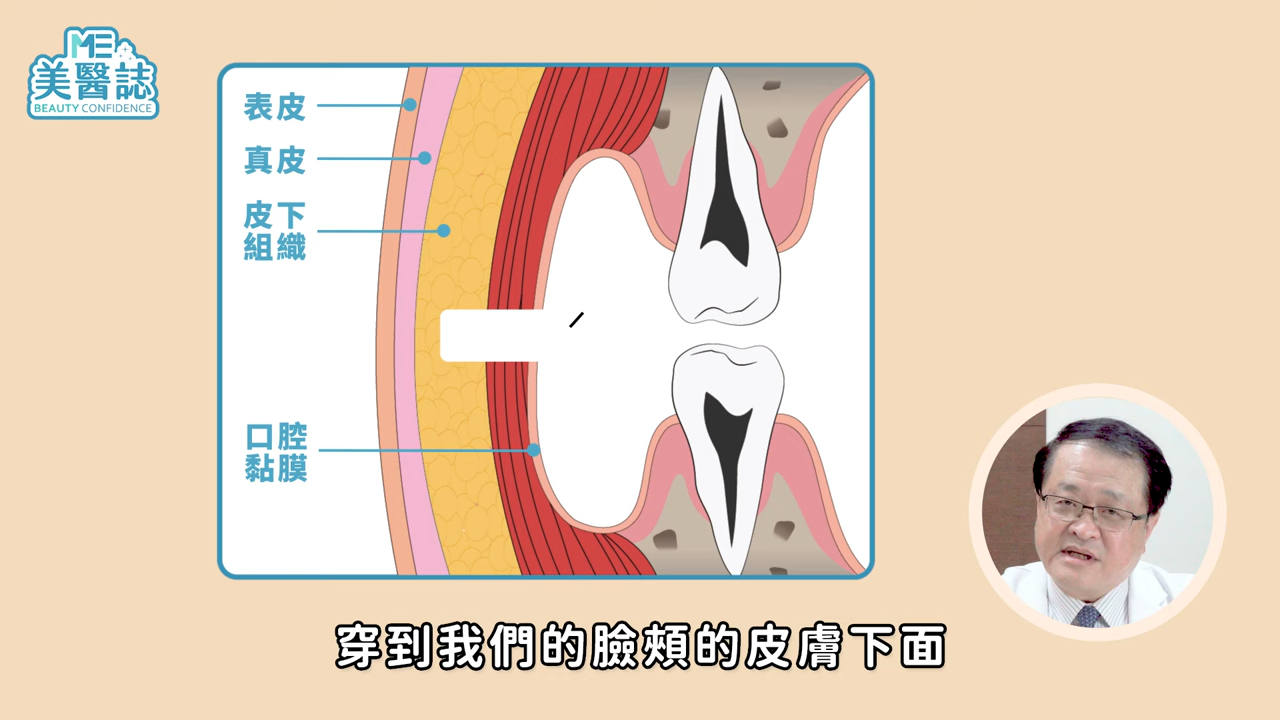 ME
美醫誌
BEAUTY CONFIDENCE
表皮
真皮
皮下
組織
口腔
黏膜
穿到我們的臉頰的皮膚下面